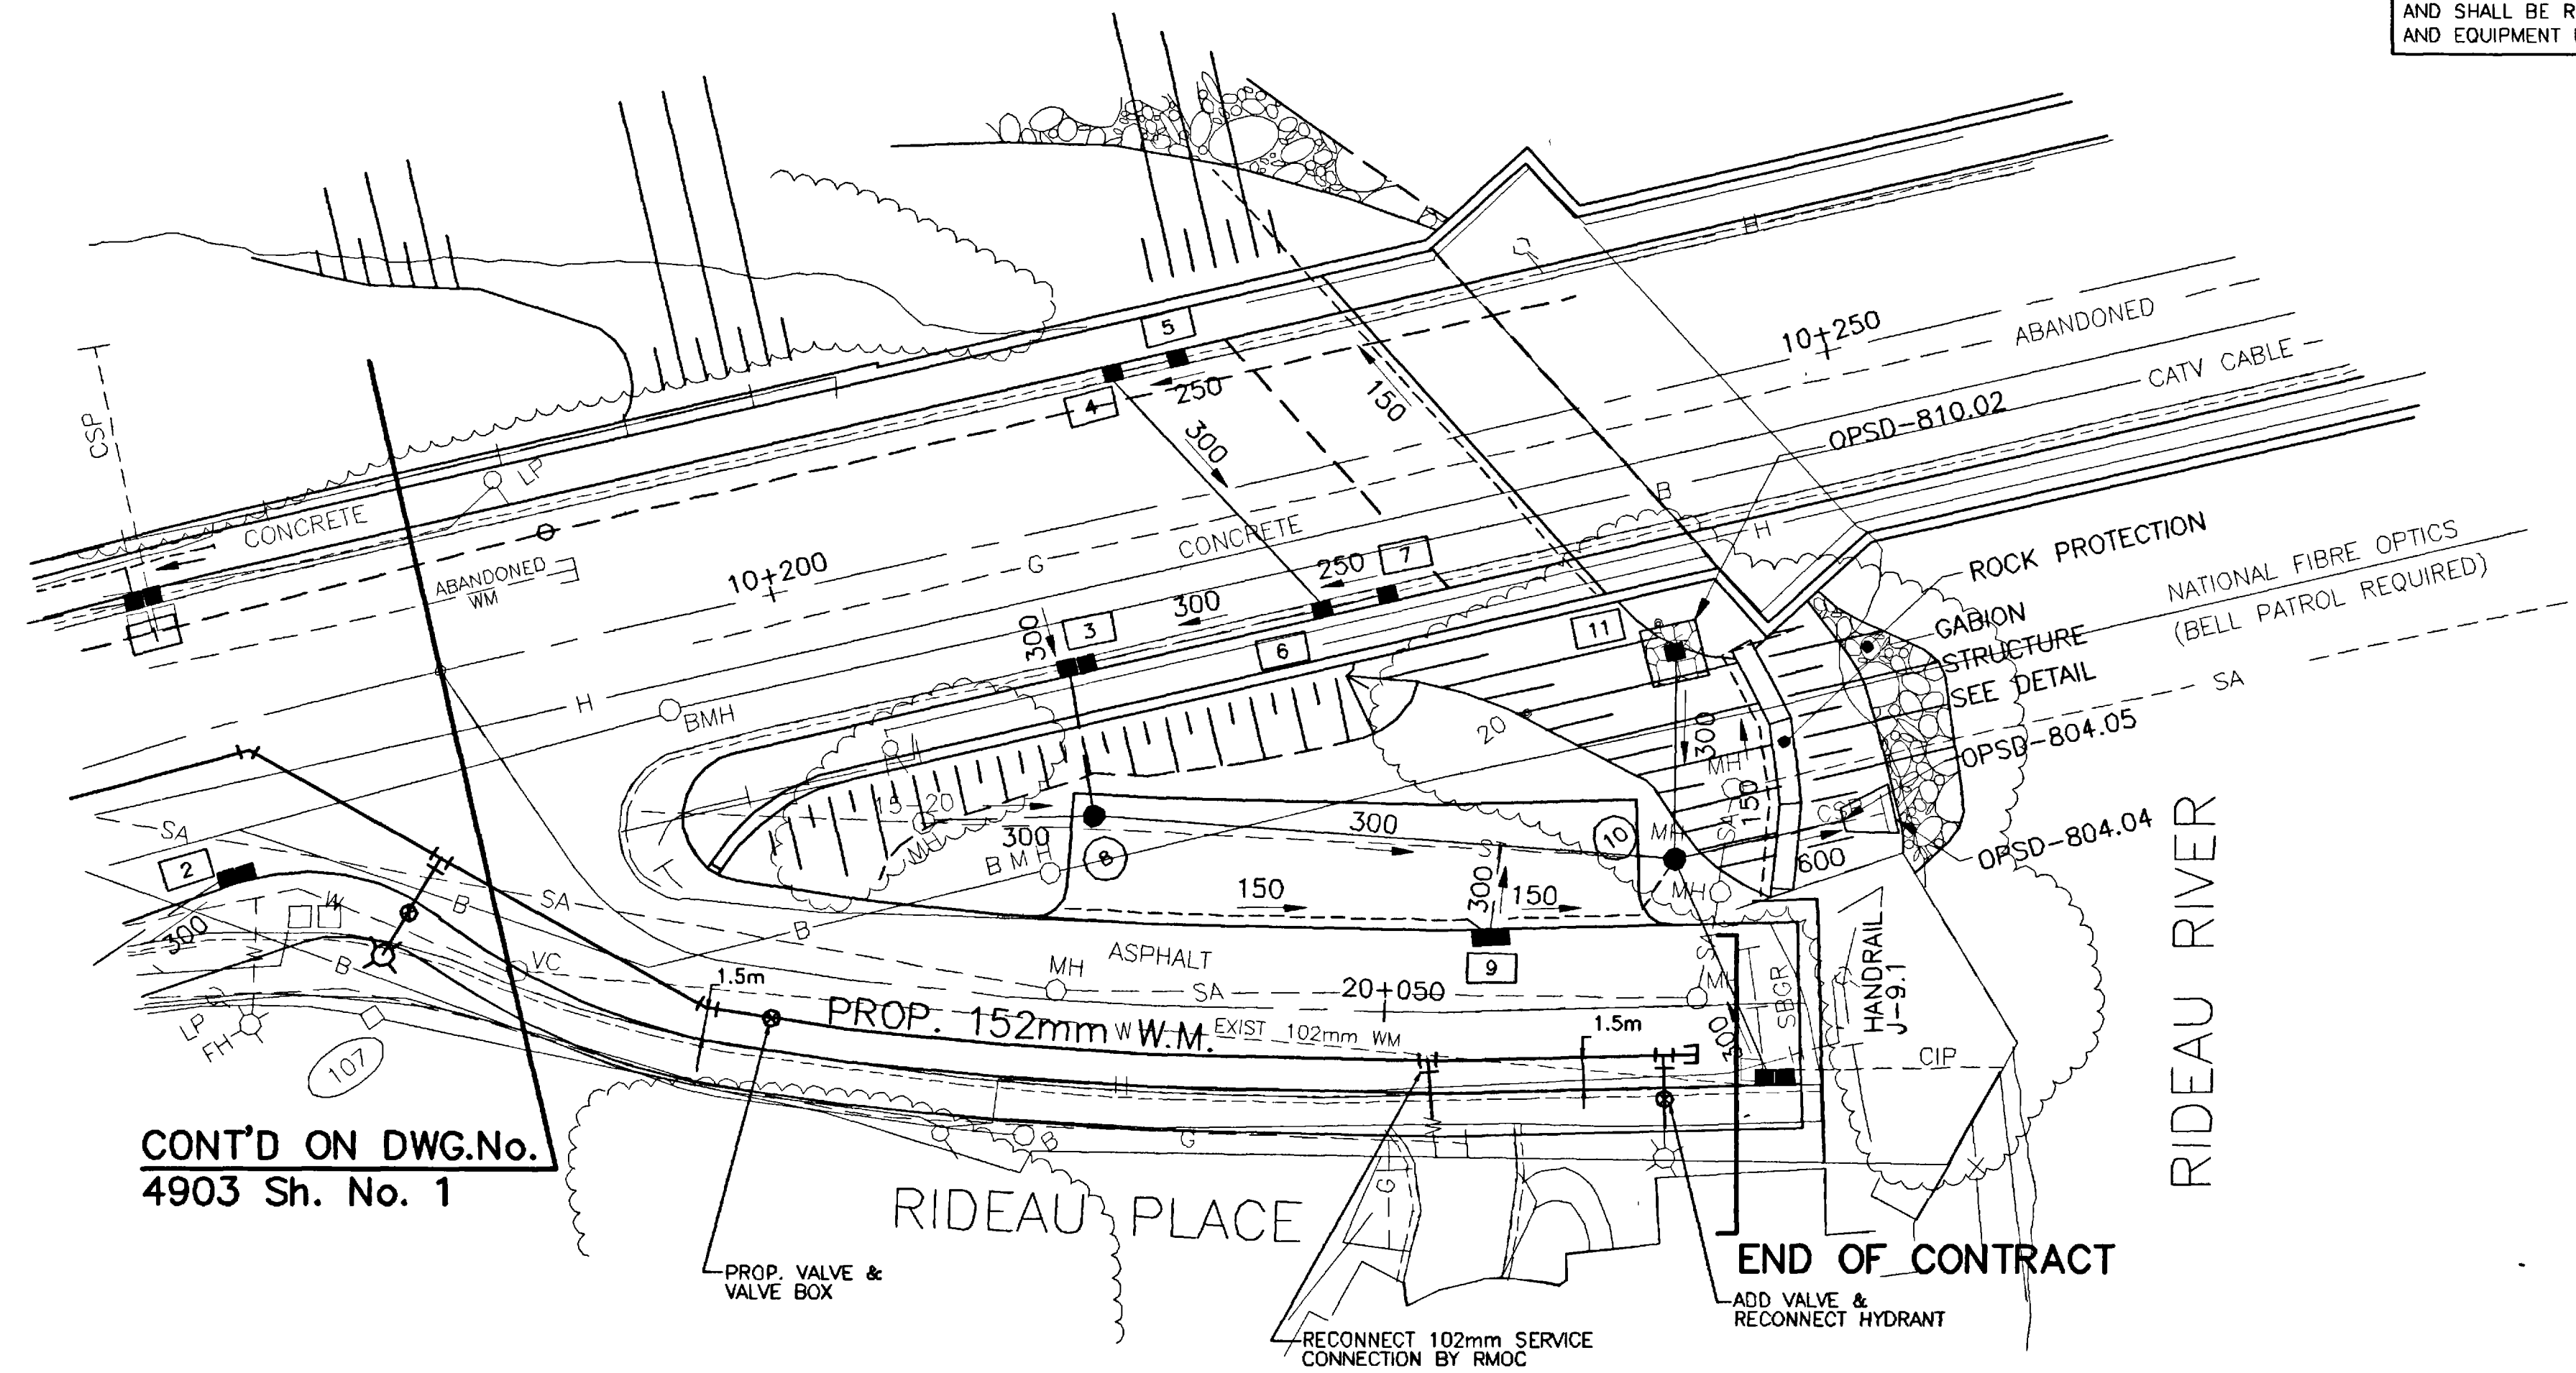 AND SHALL BE R
AND EQUIPMENT
5
4
250
150
300
10+250
ABANDONED
CATV CABLE
OPSD-810.02
H
CSP
LP
CONCRETE
ABANDONED
WM
10+200
G
CONCRETE
B
H
250
7
300
300
3
6
11
ROCK PROTECTION
NATIONAL FIBRE OPTICS
(BELL PATROL REQUIRED)
GABION
STRUCTURE
SEE DETAIL
SA
OPSD-804.05
OPSD-804.04
H
BMH
20
300
MH
150
SA
CSP
600
15-20
MH
300
BMH
8
300
10
MH
MH
SA
2
300
W
B
SA
B
150
300
S
150
9
ASPHALT
VC
B
MH
SA
20+050
SA
MH
1.5m
PROP. 152mm W.M.
W
EXIST 102mm WM
1.5m
300
SBGR
HANDRAIL
J-9.1
CIP
RIDEAU RIVER
LP
FH
107
CONT'D ON DWG.No.
4903 Sh. No. 1
B
G
H
W
G
RIDEAU PLACE
PROP. VALVE &
VALVE BOX
RECONNECT 102mm SERVICE
CONNECTION BY RMOC
END OF CONTRACT
ADD VALVE &
RECONNECT HYDRANT